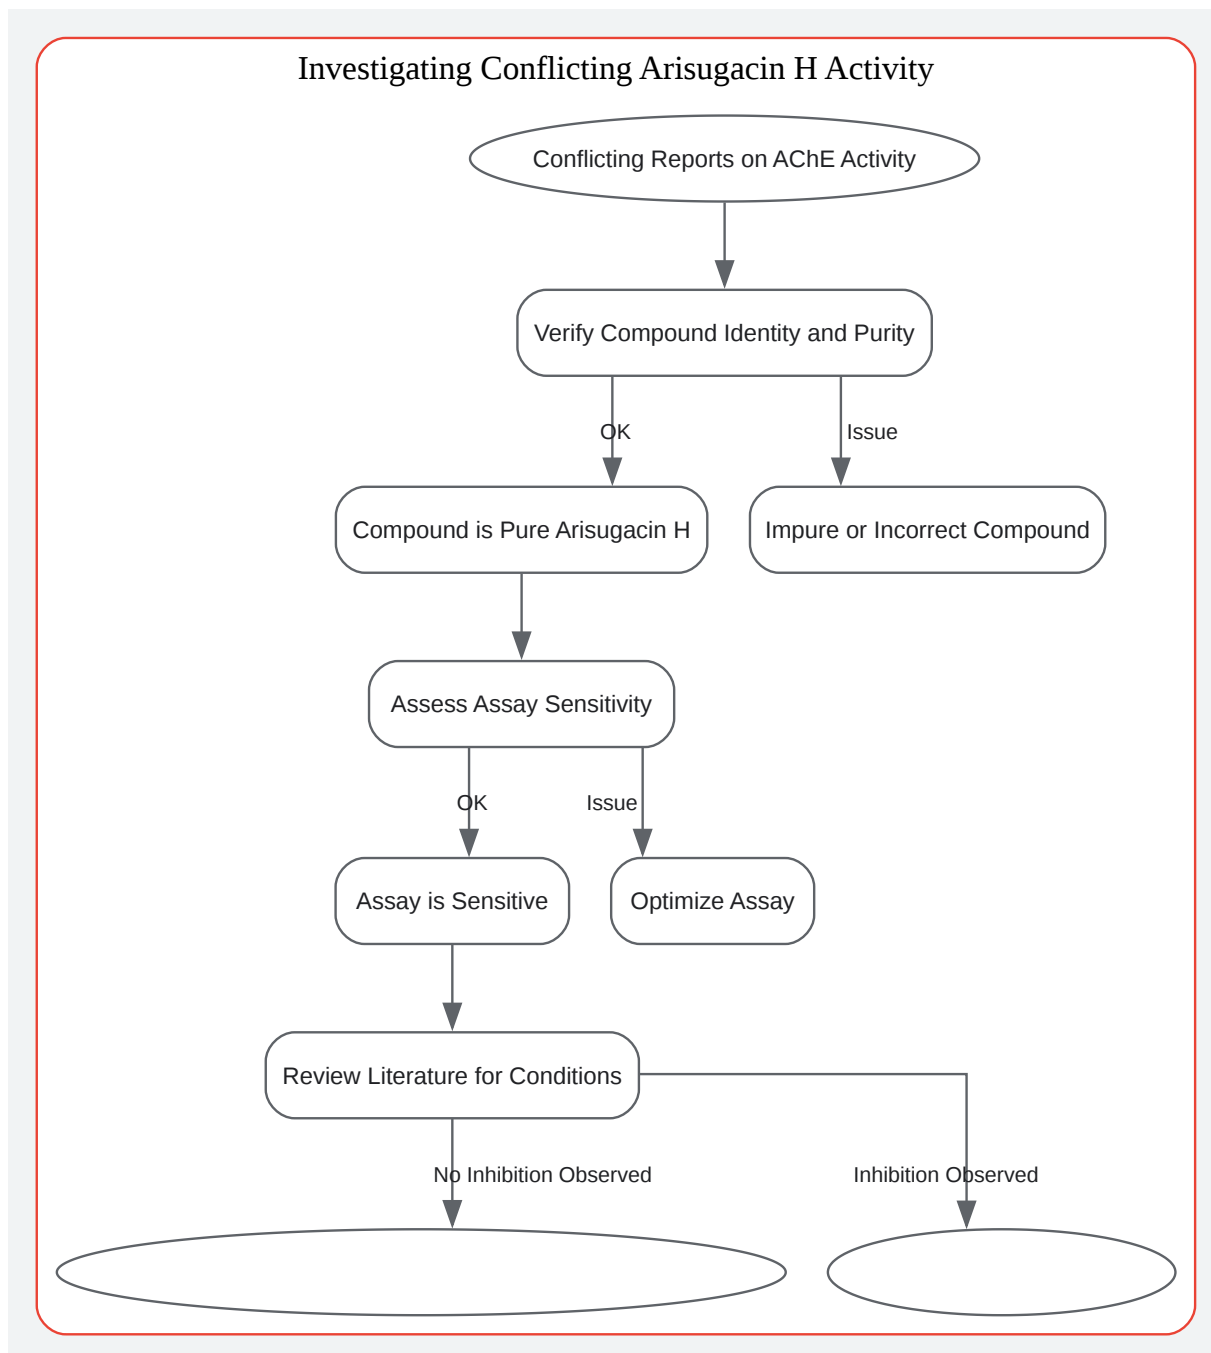 Investigating Conflicting Arisugacin H Activity
Conflicting Reports on AChE Activity
Verify Compound Identity and Purity
OK
Issue
Compound is Pure Arisugacin H
Impure or Incorrect Compound
Assess Assay Sensitivity
OK
Issue
Assay is Sensitive
Optimize Assay
Review Literature for Conditions
No Inhibition Observed
Inhibition Observed